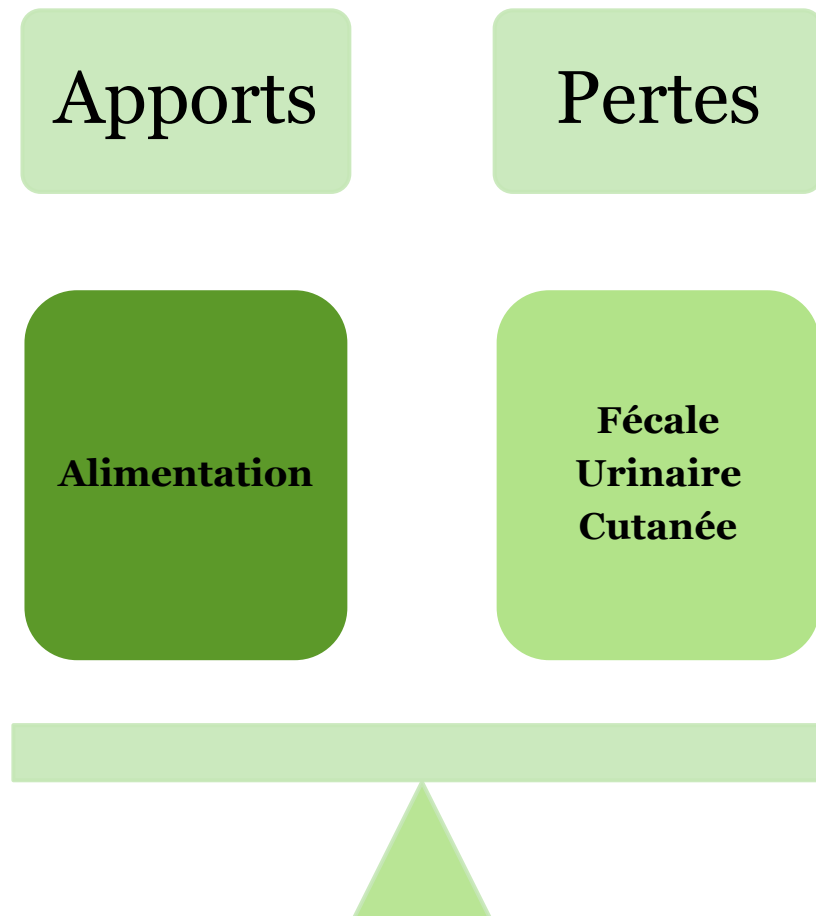 Apports
Pertes
Alimentation
Fécale
Urinaire
Cutanée